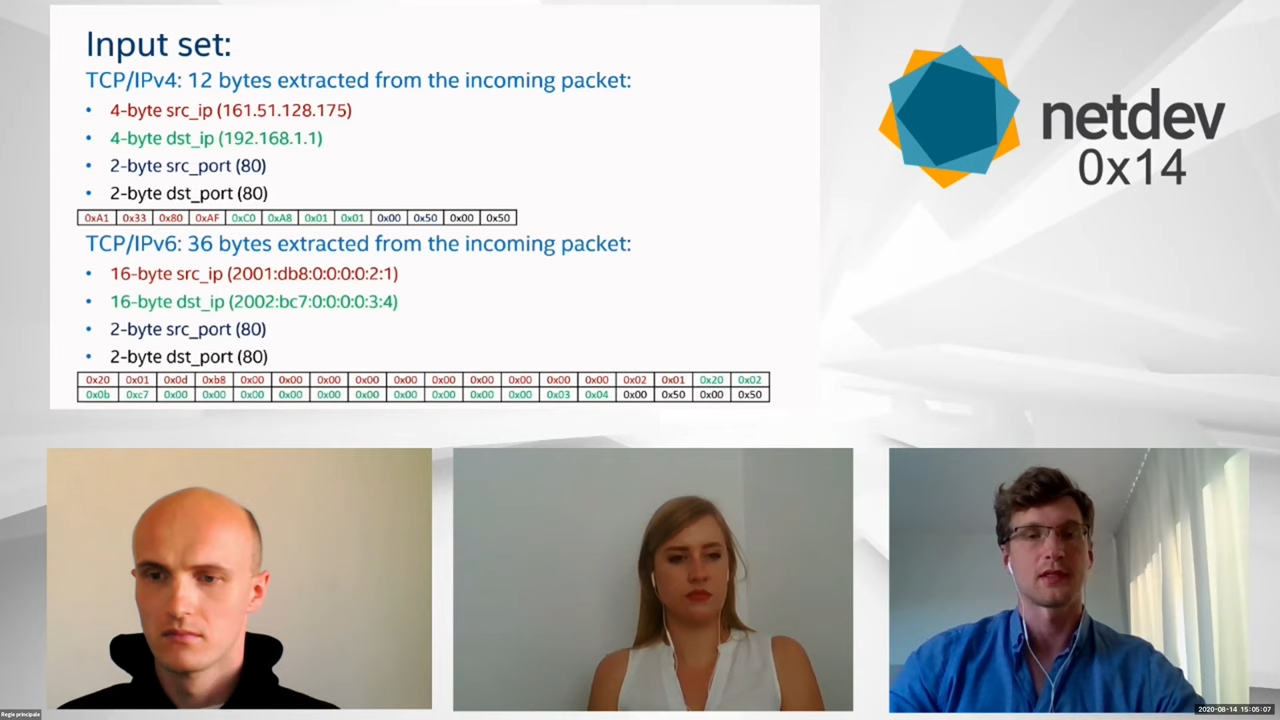 Input set:
TCP/IPv4: 12 bytes extracted from the incoming packet:
• 4-byte src_ip (161.51.128.175)
• 4-byte dst_ip (192.168.1.1)
• 2-byte src_port (80)
• 2-byte dst_port (80)
0xA1 0x33 0x80 0xAF 0xC0 0xA8 0x01 0x01 0x00 0x50 0x00 0x50
TCP/IPv6: 36 bytes extracted from the incoming packet:
• 16-byte src_ip (2001:db8:0:0:0:0:2:1)
• 16-byte dst_ip (2002:bc7:0:0:0:0:3:4)
• 2-byte src_port (80)
• 2-byte dst_port (80)
0x20 0x01 0x0d 0xb8 0x00 0x00 0x00 0x00 0x00 0x00 0x00 0x00 0x00 0x00 0x02 0x01 0x20 0x02
0x0b 0xc7 0x00 0x00 0x00 0x00 0x00 0x00 0x00 0x00 0x00 0x00 0x03 0x04 0x00 0x50 0x00 0x50
netdev
0x14
Regie principale
2020-08-14 15:05:07